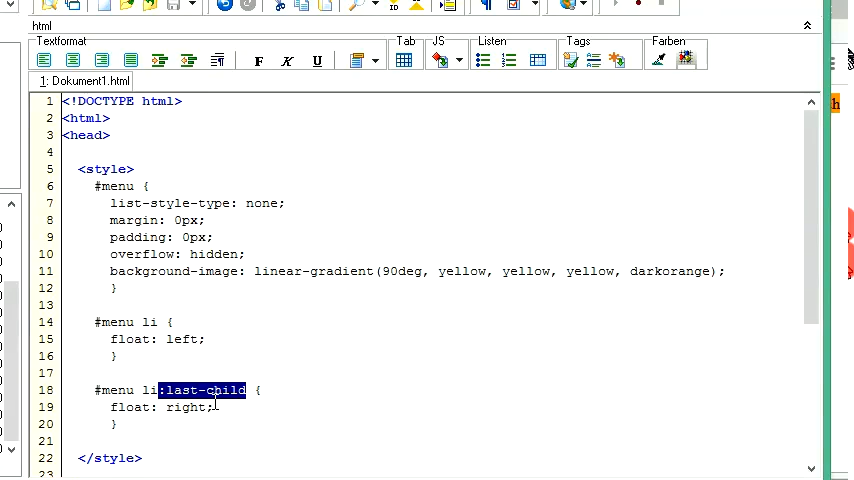 html
Textformat Tab JS Listen Tags Farben
F K U
1: Dokument1.html
1 <!DOCTYPE html>
2 <html>
3 <head>
4
5 <style>
6 #menu {
7 list-style-type: none;
8 margin: 0px;
9 padding: 0px;
10 overflow: hidden;
11 background-image: linear-gradient(90deg, yellow, yellow, yellow, darkorange);
12 }
13
14 #menu li {
15 float: left;
16 }
17
18 #menu li:last-child {
19 float: right;
20 }
21
22 </style>
23